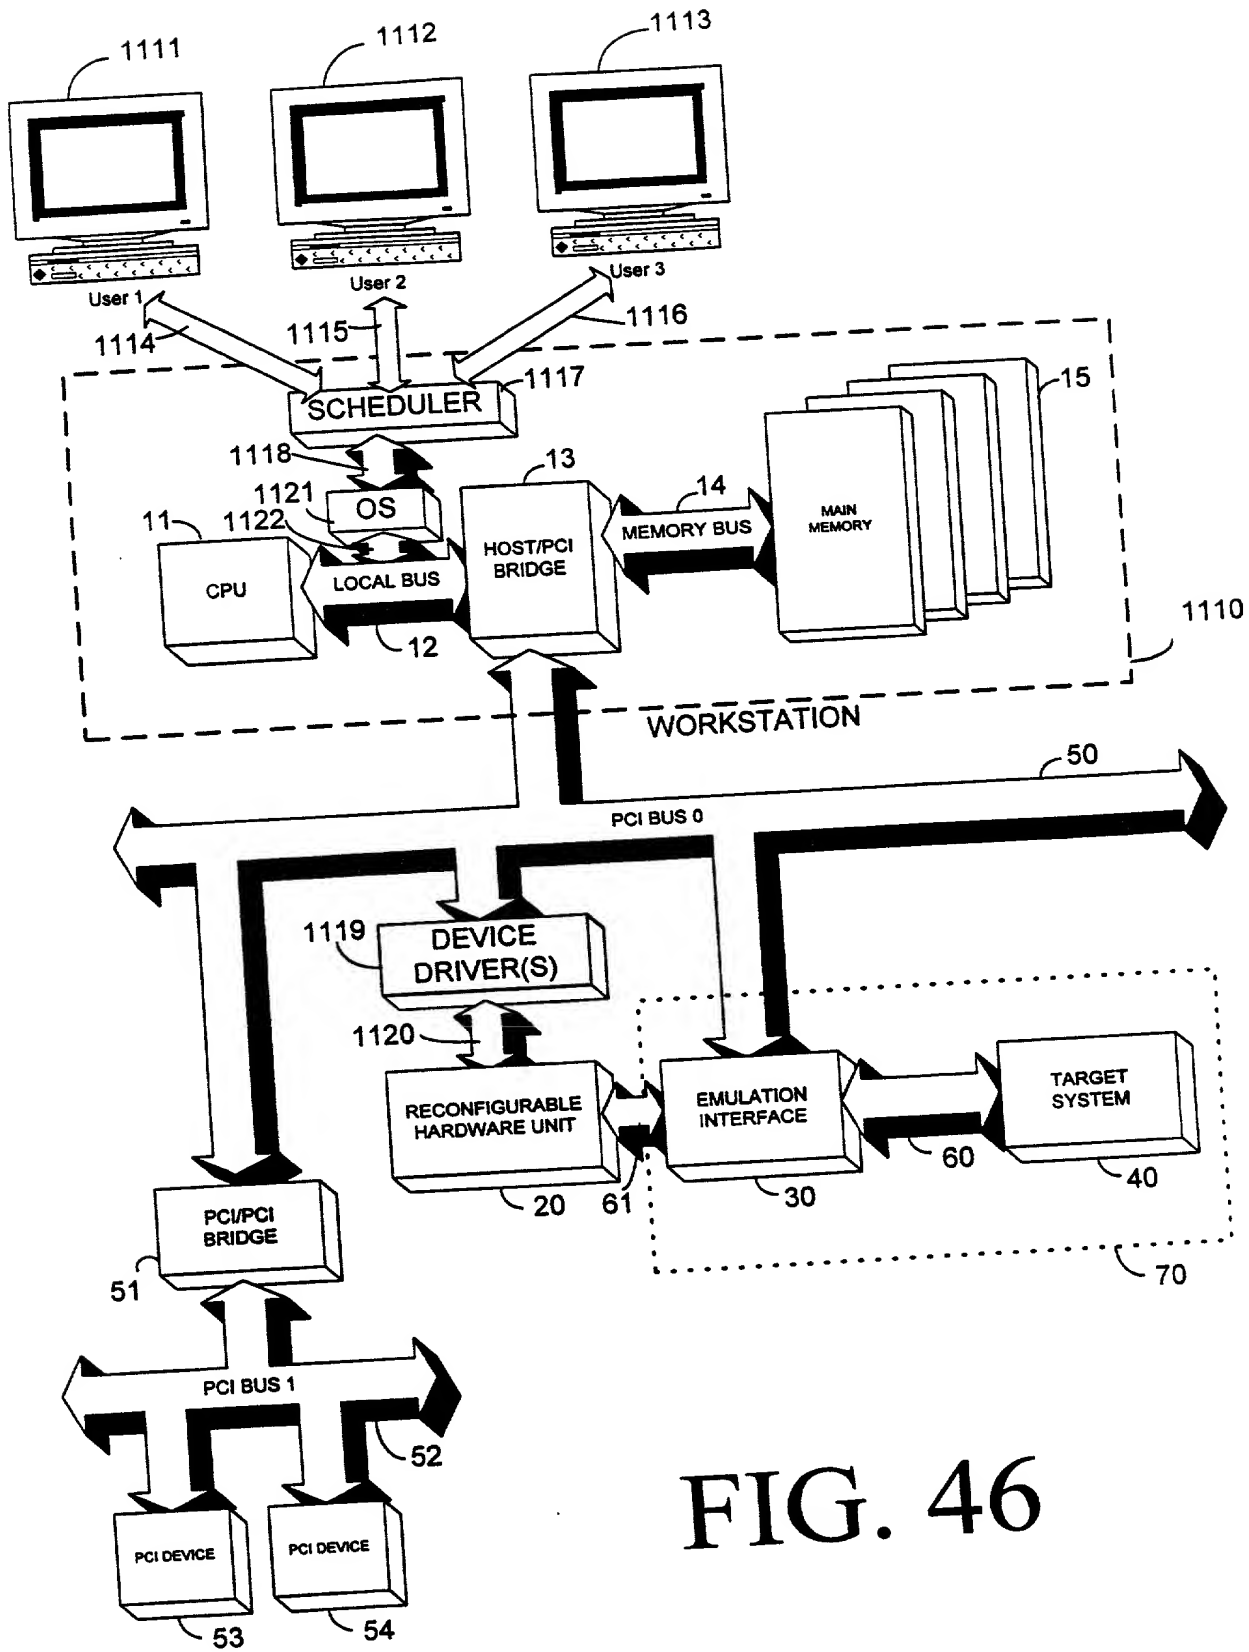 1111
1112
1113
User 1
User 2
User 3
1114
1115
1116
1117
SCHEDULER
15
1118
13
14
1121
OS
11
1122
MAIN
MEMORY
MEMORY BUS
HOST/PCI
BRIDGE
CPU
LOCAL BUS
12
1110
WORKSTATION
50
PCI BUS 0
1119
DEVICE
DRIVER(S)
1120
RECONFIGURABLE
HARDWARE UNIT
EMULATION
INTERFACE
TARGET
SYSTEM
20
61
30
60
40
PCI/PCI
BRIDGE
51
70
PCI BUS 1
52
PCI DEVICE
PCI DEVICE
53
54
FIG. 46